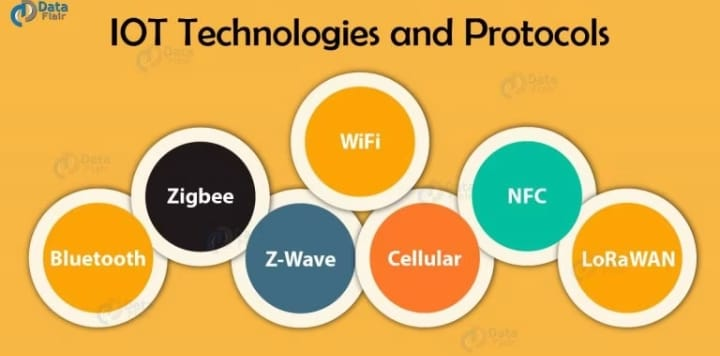 Data
Flair
IOT Technologies and Protocols
WiFi
Zigbee
NFC
Bluetooth
Z-Wave
Cellular
LoRaWAN